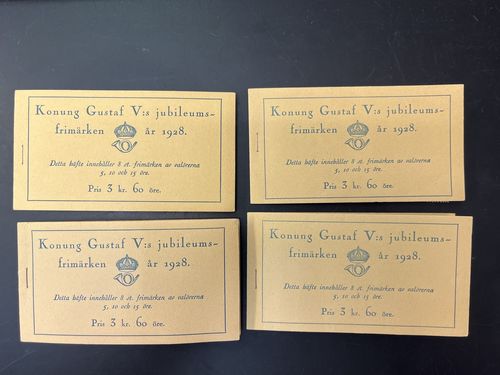 Konung Gustaf V:s jubileums-
frimärken år 1928.
Detta häfte innehåller 8 st. frimärken av valörerna
5, 10 och 15 öre.
Pris 3 kr. 60 öre.
Konung Gustaf V:s jubileums-
frimärken år 1928.
Detta häfte innehåller 8 st. frimärken av valörerna
5, 10 och 15 öre.
Pris 3 kr. 60 öre.
Konung Gustaf V:s jubileums-
frimärken år 1928.
Detta häfte innehåller 8 st. frimärken av valörerna
5, 10 och 15 öre.
Pris 3 kr. 60 öre.
Konung Gustaf V:s jubileums-
frimärken år 1928.
Detta häfte innehåller 8 st. frimärken av valörerna
5, 10 och 15 öre.
Pris 3 kr. 60 öre.